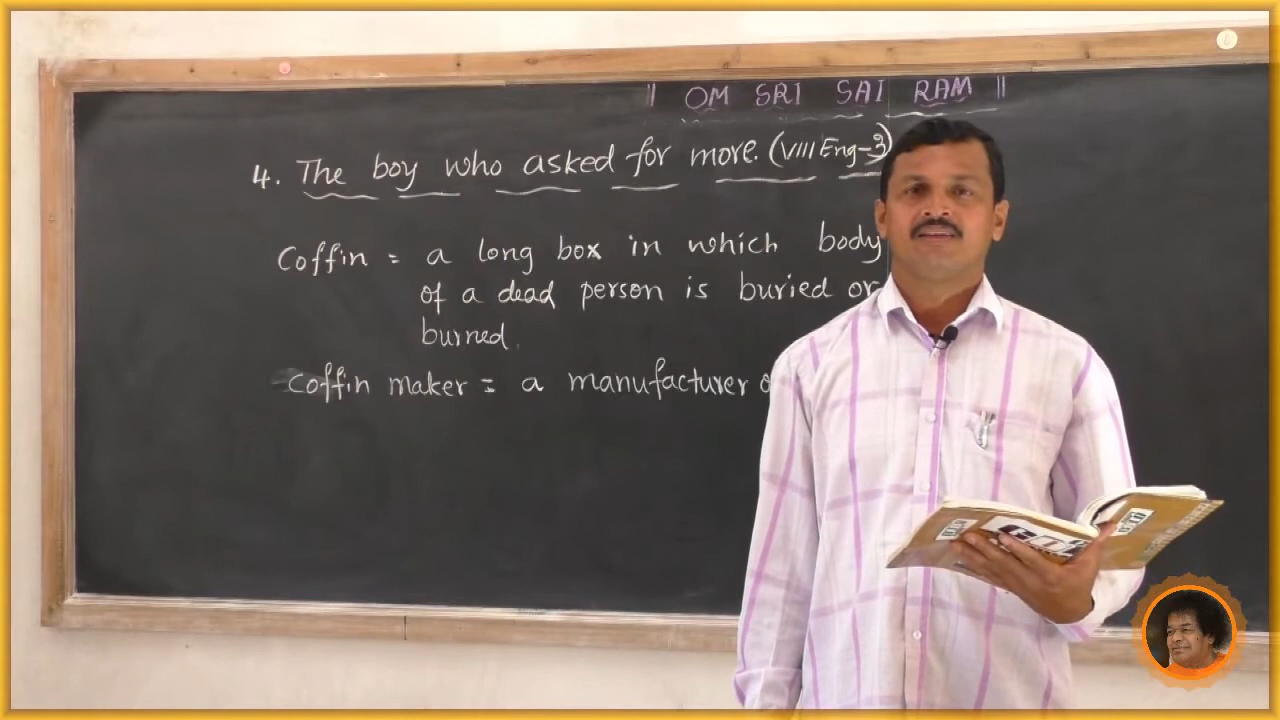 || OM SRI SAI RAM ||
4. The boy who asked for more. (VIII Eng-3)
Coffin = a long box in which body
of a dead person is buried or
burned.
Coffin maker = a manufacturer